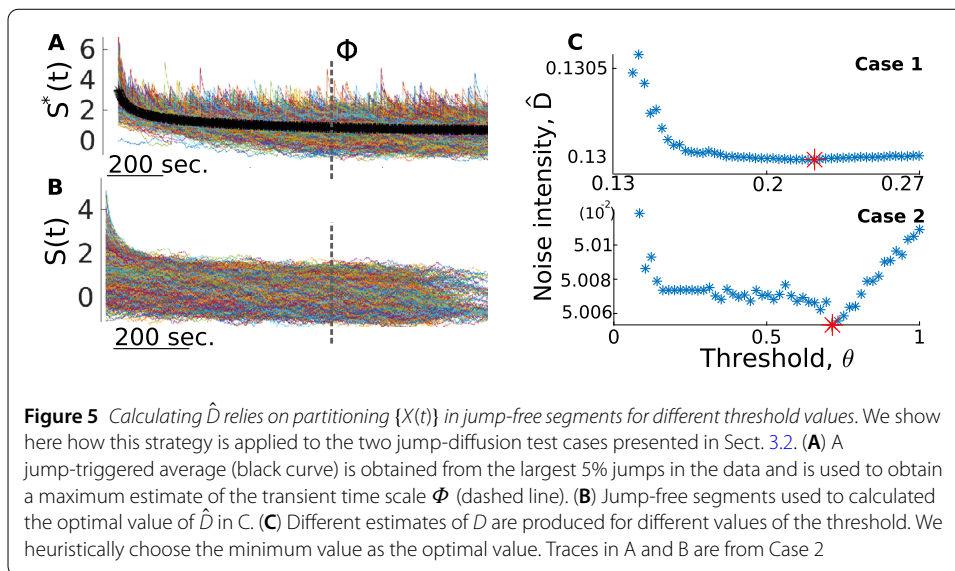 A
S*(t)
6
4
2
0
Φ
200 sec.
B
S(t)
4
2
0
200 sec.
C
Case 1
Noise intensity, D̂
0.1305
0.13
0.13 0.2 0.27
Case 2
(10⁻²)
5.01
5.008
5.006
0 0.5 1
Threshold, θ
Figure 5 Calculating D̂ relies on partitioning {X(t)} in jump-free segments for different threshold values. We show
here how this strategy is applied to the two jump-diffusion test cases presented in Sect. 3.2. (A) A
jump-triggered average (black curve) is obtained from the largest 5% jumps in the data and is used to obtain
a maximum estimate of the transient time scale Φ (dashed line). (B) Jump-free segments used to calculated
the optimal value of D̂ in C. (C) Different estimates of D are produced for different values of the threshold. We
heuristically choose the minimum value as the optimal value. Traces in A and B are from Case 2